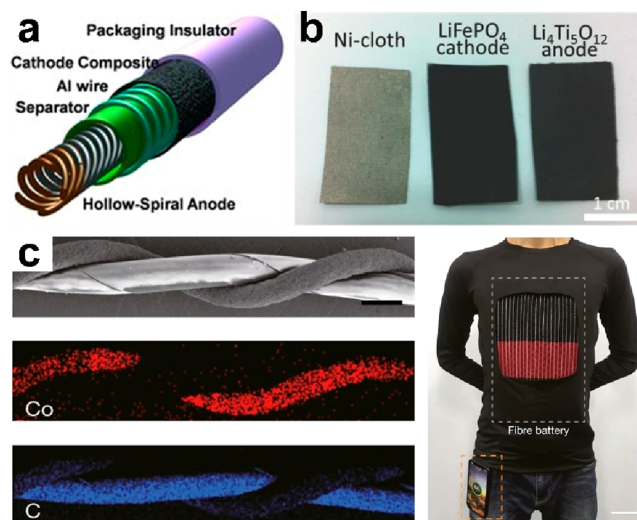 a
Packaging Insulator
Cathode Composite
Al wire
Separator
Hollow-Spiral Anode
b
Ni-cloth
LiFePO4
cathode
Li4Ti5O12
anode
1 cm
c
Co
C
Fibre battery